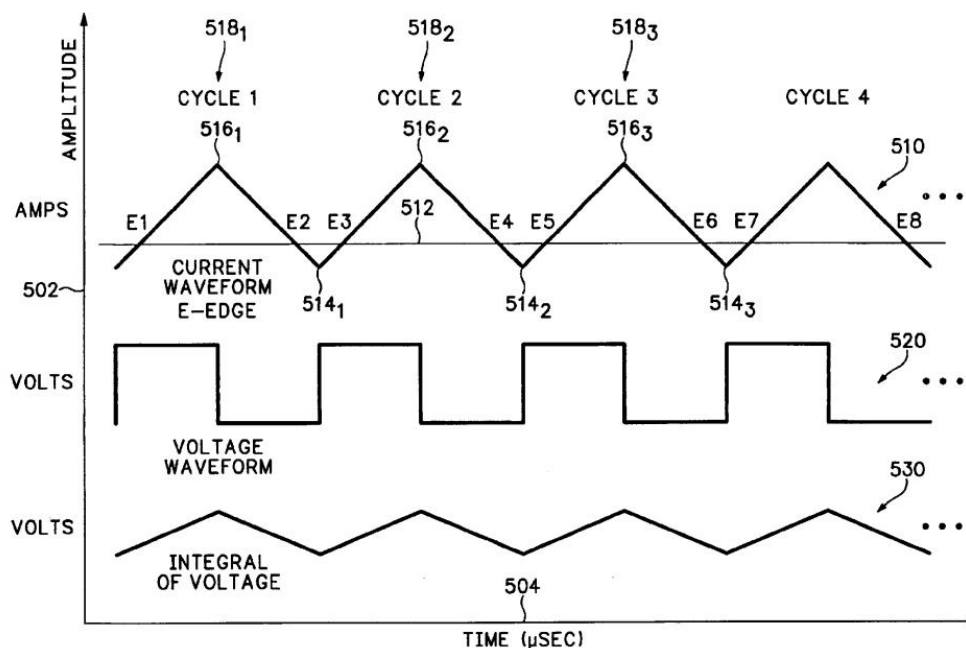 518₁ 518₂ 518₃
AMPLITUDE
CYCLE 1 CYCLE 2 CYCLE 3 CYCLE 4
516₁ 516₂ 516₃
510
AMPS
E1 E2 E3 512 E4 E5 E6 E7 E8
CURRENT
WAVEFORM
E-EDGE
502
514₁ 514₂ 514₃
520
VOLTS
VOLTAGE
WAVEFORM
530
VOLTS
INTEGRAL
OF VOLTAGE
504
TIME (μSEC)